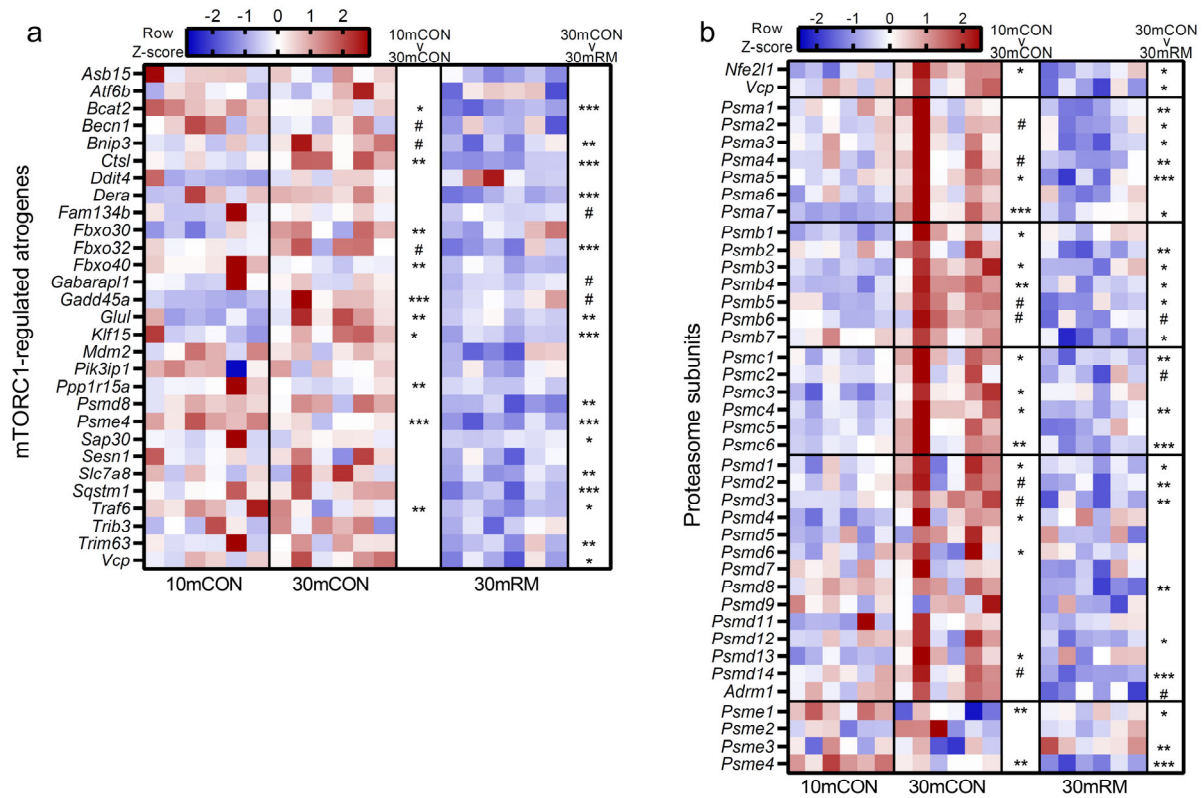 a
Row
Z-score
-2 -1 0 1 2
10mCON
v
30mCON
30mCON
v
30mRM
mTORC1-regulated atrogenes
Asb15
Atf6b
Bcat2 * ***
Becn1 #
Bnip3 # **
Ctsl ** ***
Ddit4
Dera ***
Fam134b #
Fbxo30 **
Fbxo32 # ***
Fbxo40 **
Gabarapl1 #
Gadd45a *** #
Glul ** **
Klf15 * ***
Mdm2
Pik3ip1
Ppp1r15a **
Psmd8 **
Psme4 *** ***
Sap30 *
Sesn1
Slc7a8 **
Sqstm1 ***
Traf6 ** *
Trib3
Trim63 **
Vcp *
10mCON 30mCON 30mRM
b
Row
Z-score
-2 -1 0 1 2
10mCON
v
30mCON
30mCON
v
30mRM
Proteasome subunits
Nfe2l1 * *
Vcp *
Psma1 **
Psma2 # *
Psma3 *
Psma4 # **
Psma5 * ***
Psma6
Psma7 *** *
Psmb1 *
Psmb2 **
Psmb3 * *
Psmb4 ** *
Psmb5 # *
Psmb6 # #
Psmb7 *
Psmc1 * **
Psmc2 #
Psmc3 *
Psmc4 * **
Psmc5
Psmc6 ** ***
Psmd1 * *
Psmd2 # **
Psmd3 # **
Psmd4 *
Psmd5
Psmd6 *
Psmd7
Psmd8 **
Psmd9
Psmd11
Psmd12 *
Psmd13 *
Psmd14 # ***
Adrm1 #
Psme1 ** *
Psme2
Psme3 **
Psme4 ** ***
10mCON 30mCON 30mRM